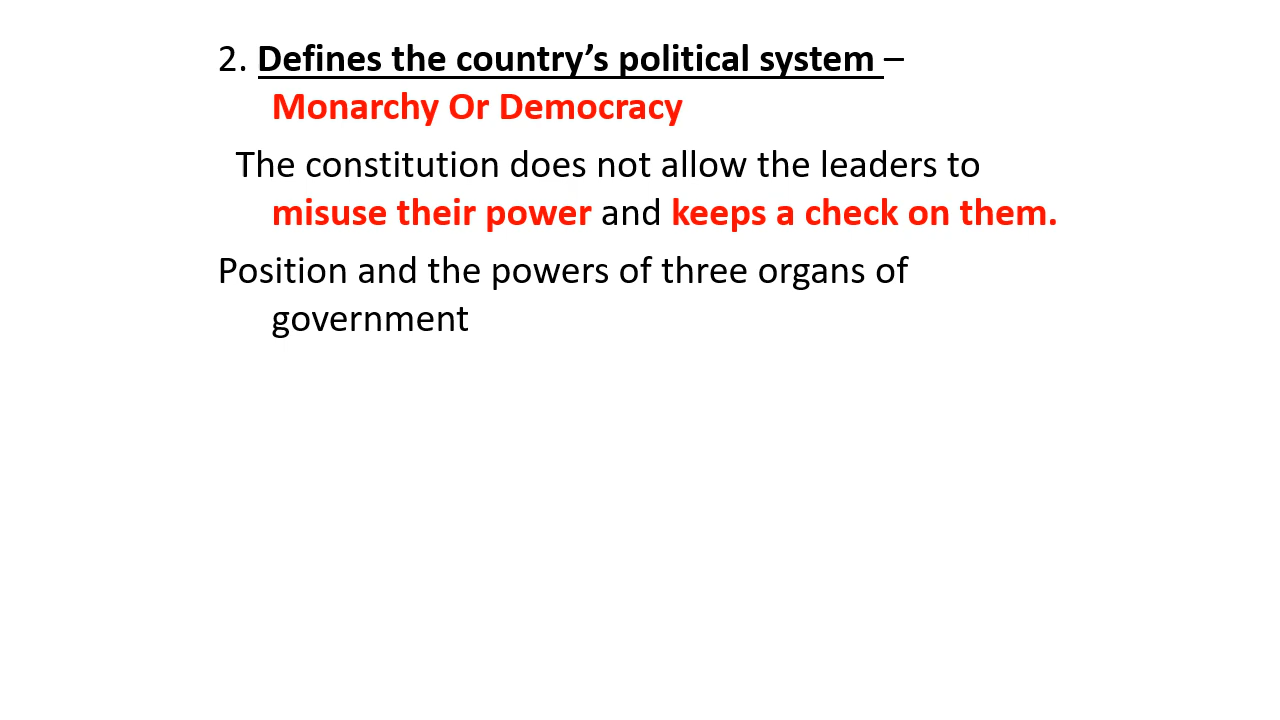 2. Defines the country’s political system –
Monarchy Or Democracy
The constitution does not allow the leaders to
misuse their power and keeps a check on them.
Position and the powers of three organs of
government